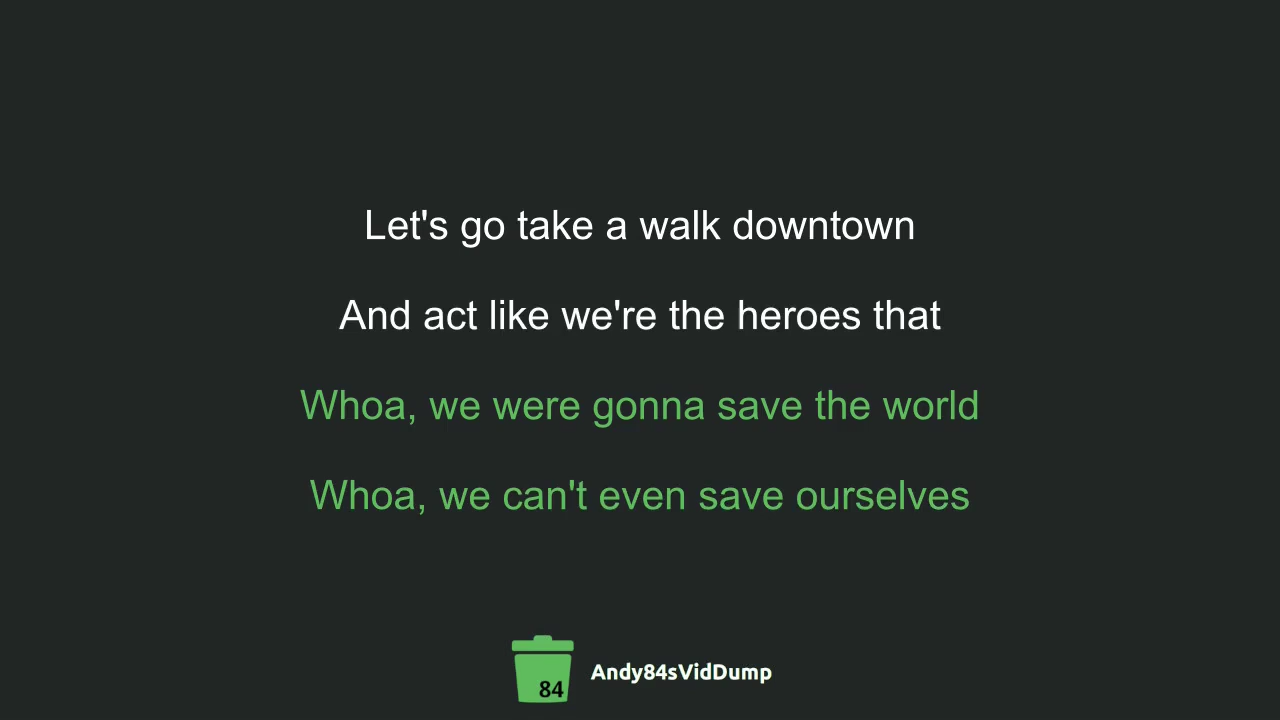 Let's go take a walk downtown
And act like we're the heroes that
Whoa, we were gonna save the world
Whoa, we can't even save ourselves
84
Andy84sVidDump